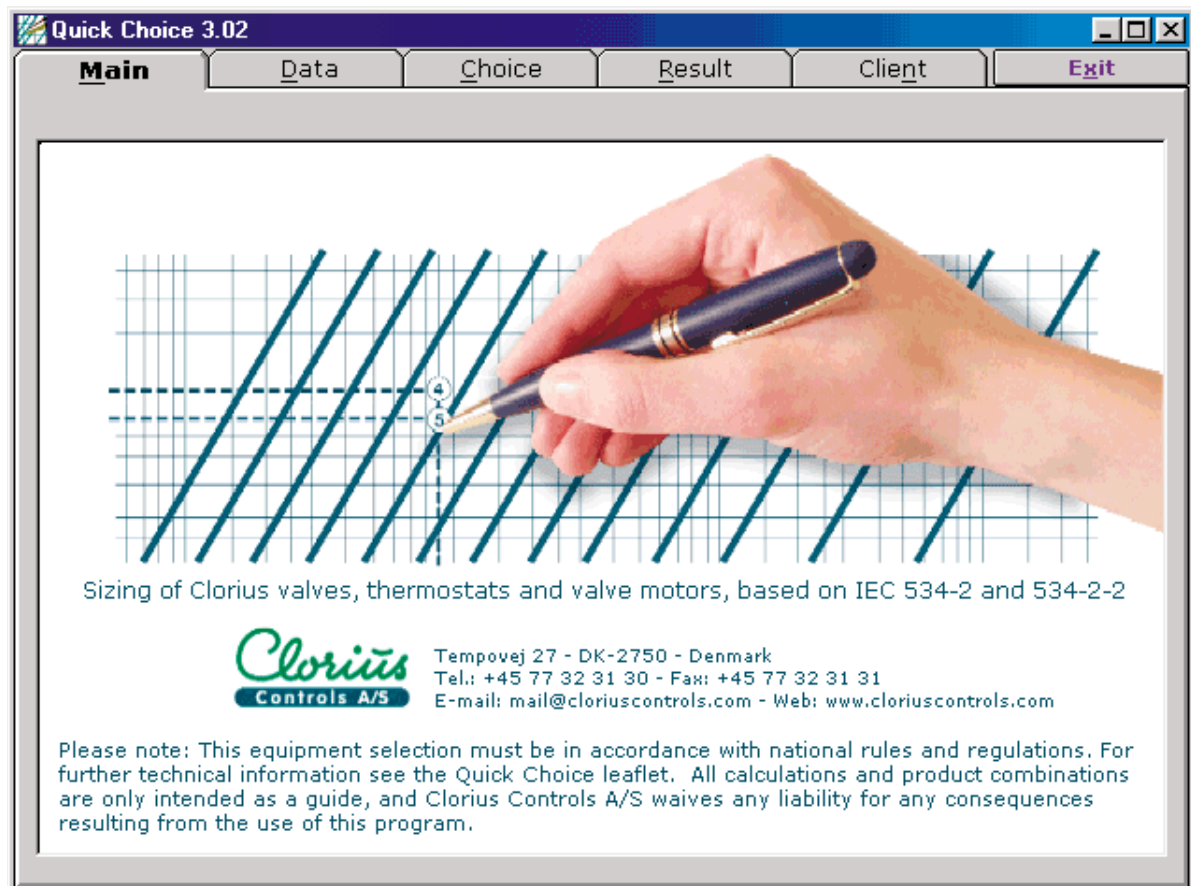 Quick Choice 3.02
Main Data Choice Result Client Exit
4
5
Sizing of Clorius valves, thermostats and valve motors, based on IEC 534-2 and 534-2-2
Cloriūs
Controls A/S
Tempovej 27 - DK-2750 - Denmark
Tel.: +45 77 32 31 30 - Fax: +45 77 32 31 31
E-mail: mail@cloriuscontrols.com - Web: www.cloriuscontrols.com
Please note: This equipment selection must be in accordance with national rules and regulations. For
further technical information see the Quick Choice leaflet.  All calculations and product combinations
are only intended as a guide, and Clorius Controls A/S waives any liability for any consequences
resulting from the use of this program.